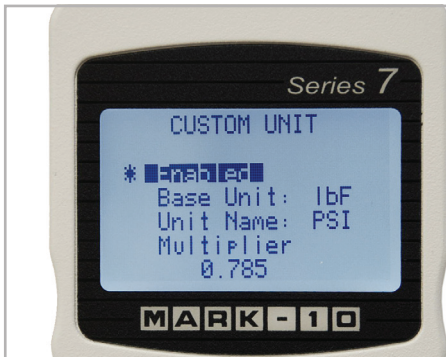 Series 7
CUSTOM UNIT
* Enabled
Base Unit: lbF
Unit Name: PSI
Multiplier
0.785
MARK-10